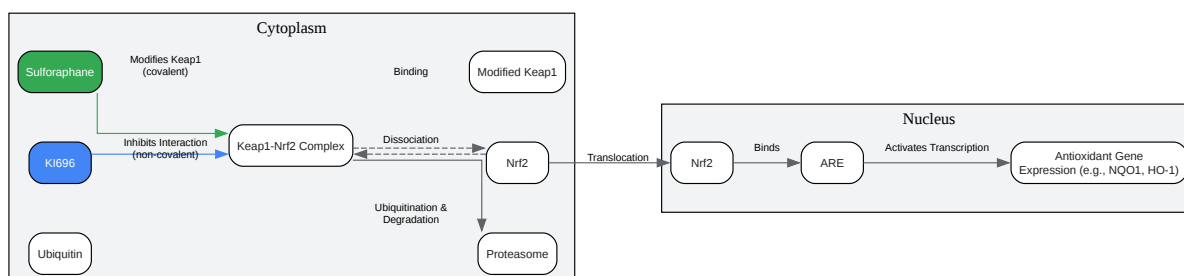 Cytoplasm
Sulforaphane
Modifies Keap1
(covalent)
Binding
Modified Keap1
KI696
Inhibits Interaction
(non-covalent)
Keap1-Nrf2 Complex
Dissociation
Nrf2
Ubiquitination &
Degradation
Ubiquitin
Proteasome
Translocation
Nucleus
Nrf2
Binds
ARE
Activates Transcription
Antioxidant Gene
Expression (e.g., NQO1, HO-1)